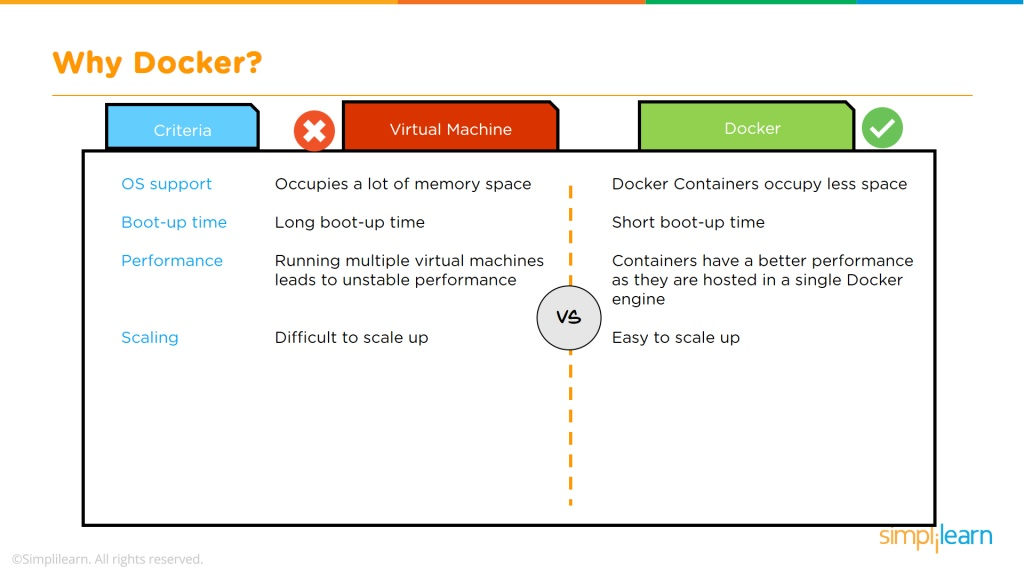 Why Docker?
Criteria
Virtual Machine
Docker
OS support
Occupies a lot of memory space
Docker Containers occupy less space
Boot-up time
Long boot-up time
Short boot-up time
Performance
Running multiple virtual machines
leads to unstable performance
Containers have a better performance
as they are hosted in a single Docker
engine
VS
Scaling
Difficult to scale up
Easy to scale up
simplilearn
©Simplilearn. All rights reserved.